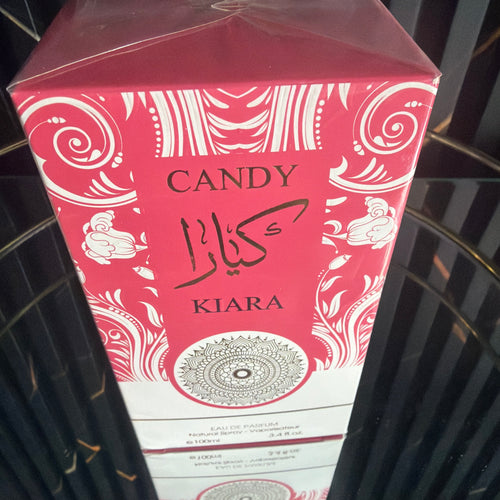 CANDY
كيارا
KIARA
EAU DE PARFUM
Natural Spray - Vaporisateur
e 100ml 3.4 fl oz.